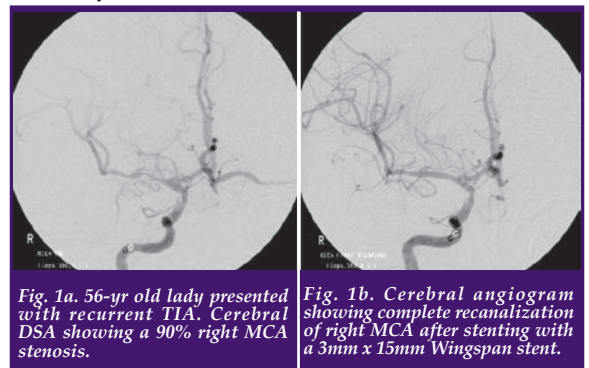 R
R
Fig. 1a. 56-yr old lady presented
with recurrent TIA. Cerebral
DSA showing a 90% right MCA
stenosis.
Fig. 1b. Cerebral angiogram
showing complete recanalization
of right MCA after stenting with
a 3mm x 15mm Wingspan stent.